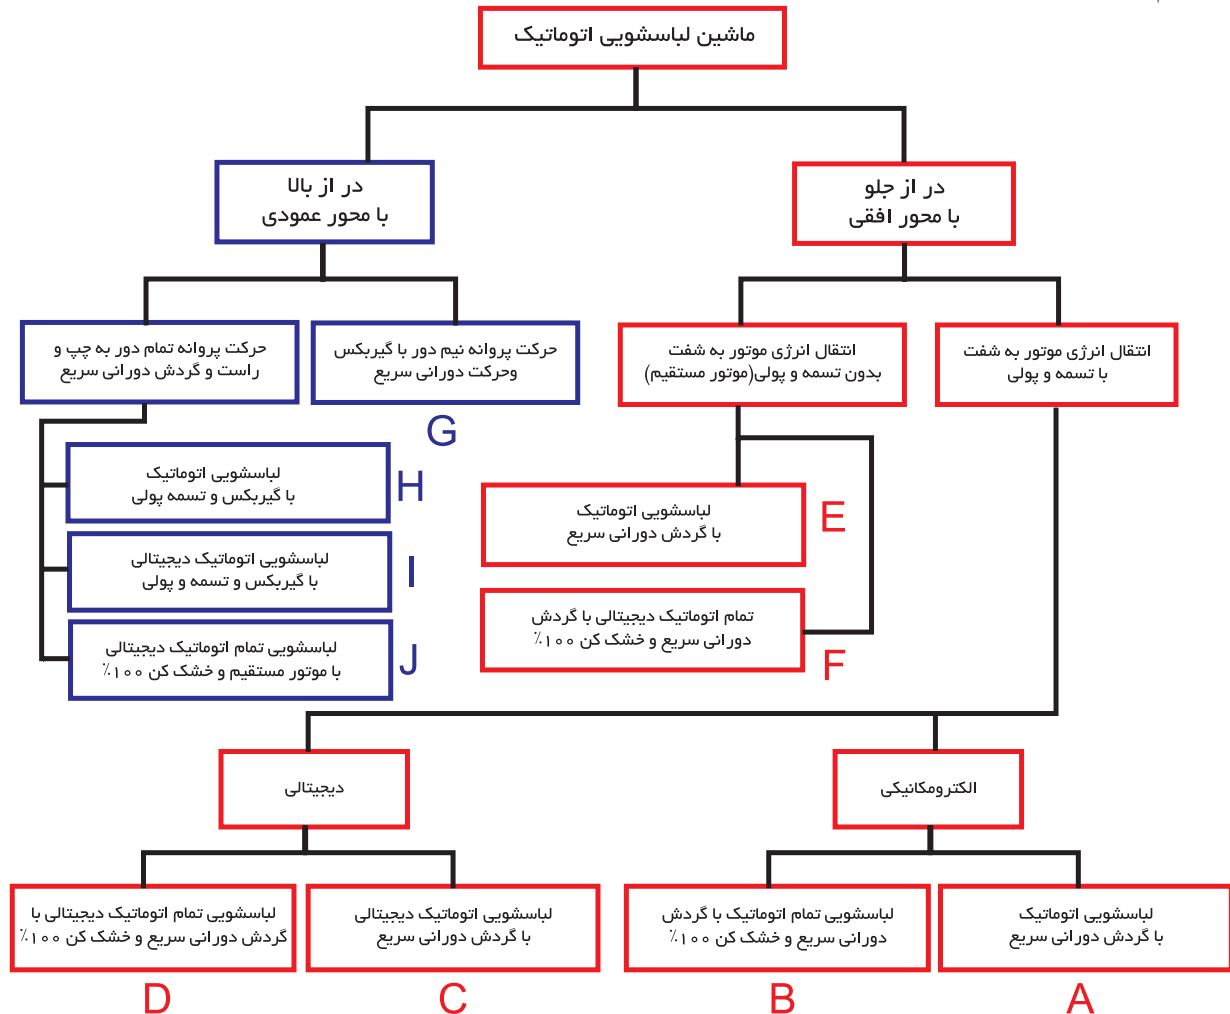 ماشین لباسشویی اتوماتیک
در از جلو
با محور افقی
در از بالا
با محور عمودی
انتقال انرژی موتور به شفت
با تسمه و پولی
انتقال انرژی موتور به شفت
بدون تسمه و پولی(موتور مستقیم)
حرکت پروانه نیم دور با گیربکس
وحرکت دورانی سریع
G
حرکت پروانه تمام دور به چپ و
راست و گردش دورانی سریع
لباسشویی اتوماتیک
با گیربکس و تسمه پولی
H
لباسشویی اتوماتیک دیجیتالی
با گیربکس و تسمه و پولی
I
لباسشویی تمام اتوماتیک دیجیتالی
با موتور مستقیم و خشک کن ۱۰۰٪
J
لباسشویی اتوماتیک
با گردش دورانی سریع
E
تمام اتوماتیک دیجیتالی با گردش
دورانی سریع و خشک کن ۱۰۰٪
F
الکترومکانیکی
دیجیتالی
لباسشویی اتوماتیک
با گردش دورانی سریع
A
لباسشویی تمام اتوماتیک با گردش
دورانی سریع و خشک کن ۱۰۰٪
B
لباسشویی اتوماتیک دیجیتالی
با گردش دورانی سریع
C
لباسشویی تمام اتوماتیک دیجیتالی با
گردش دورانی سریع و خشک کن ۱۰۰٪
D